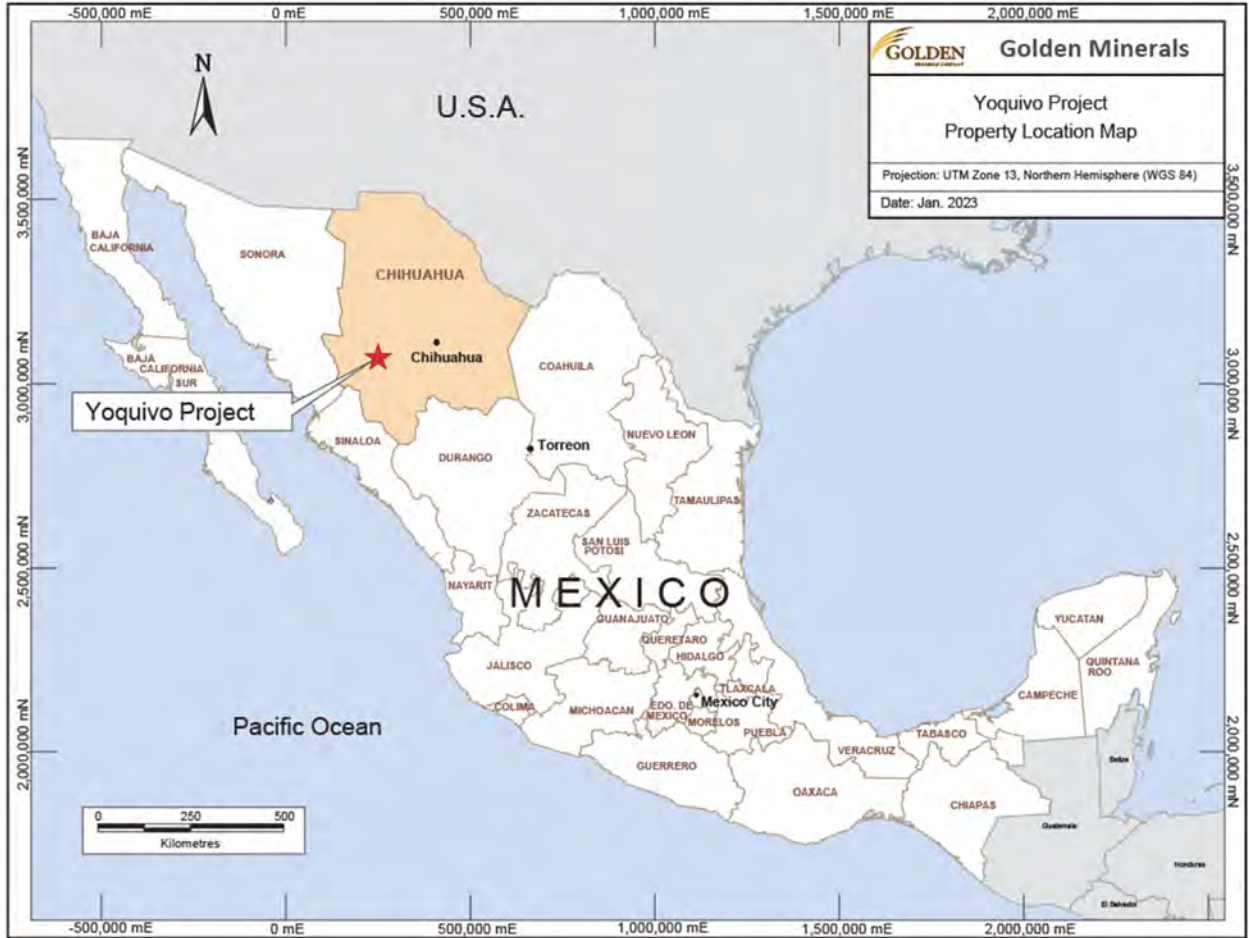 -500,000 mE
0 mE
500,000 mE
1,000,000 mE
1,500,000 mE
2,000,000 mE
GOLDEN
Golden Minerals
Yoquivo Project
Property Location Map
Projection: UTM Zone 13, Northern Hemisphere (WGS 84)
Date: Jan. 2023
N
U.S.A.
3,500,000 mN
3,500,000 mN
BAJA
CALIFORNIA
SONORA
CHIHUAHUA
Chihuahua
BAJA
CALIFORNIA
SUR
COAHUILA
3,000,000 mN
3,000,000 mN
Yoquivo Project
SINALOA
DURANGO
Torreon
NUEVO LEON
TAMAULIPAS
ZACATECAS
SAN LUIS
POTOSI
2,500,000 mN
2,500,000 mN
NAYARIT
MEXICO
GUANAJUATO
QUERETARO
HIDALGO
YUCATAN
QUINTANA
ROO
CAMPECHE
JALISCO
TLAXCALA
Mexico City
COLIMA
MICHOACAN
EDO. DE
MEXICO
MORELOS
PUEBLA
VERACRUZ
TABASCO
Pacific Ocean
2,000,000 mN
2,000,000 mN
GUERRERO
OAXACA
CHIAPAS
Belize
Guatemala
Honduras
El Salvador
0 250 500
Kilometres
-500,000 mE
0 mE
500,000 mE
1,000,000 mE
1,500,000 mE
2,000,000 mE